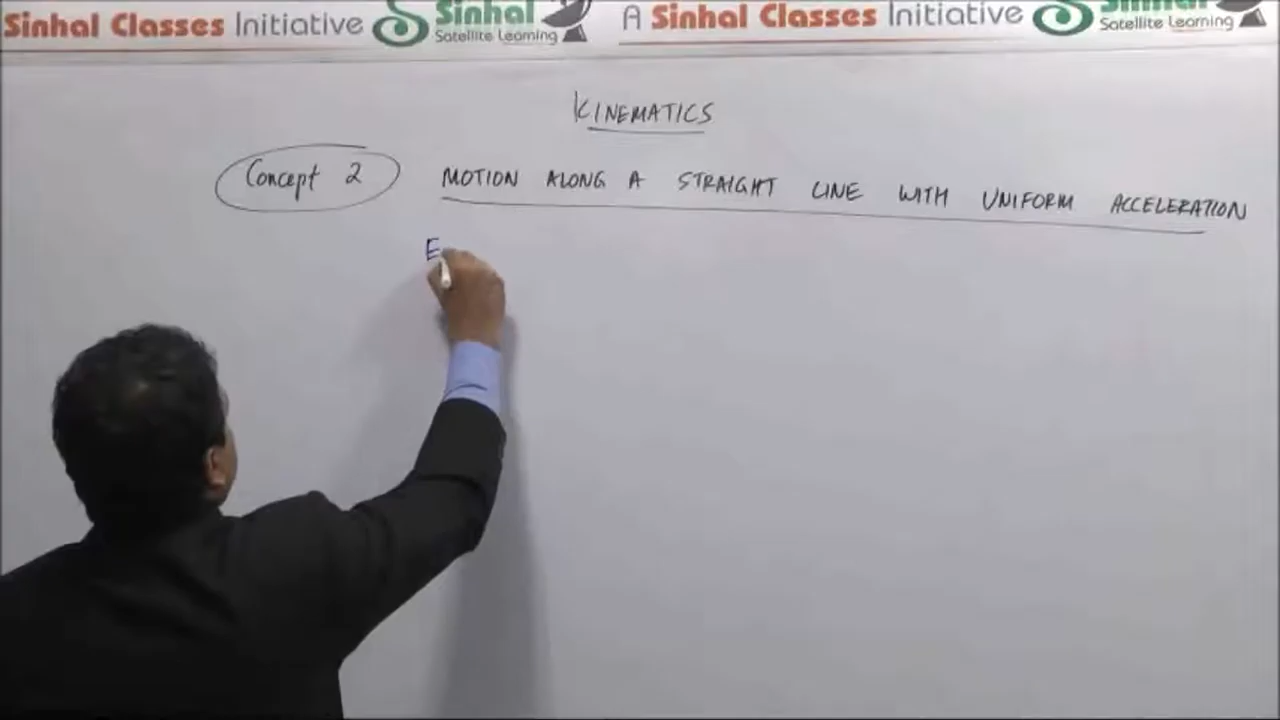 Sinhal Classes Initiative Sinhal Satellite Learning A Sinhal Classes Initiative Sinhal Satellite Learning
KINEMATICS
Concept 2 MOTION ALONG A STRAIGHT LINE WITH UNIFORM ACCELERATION
E